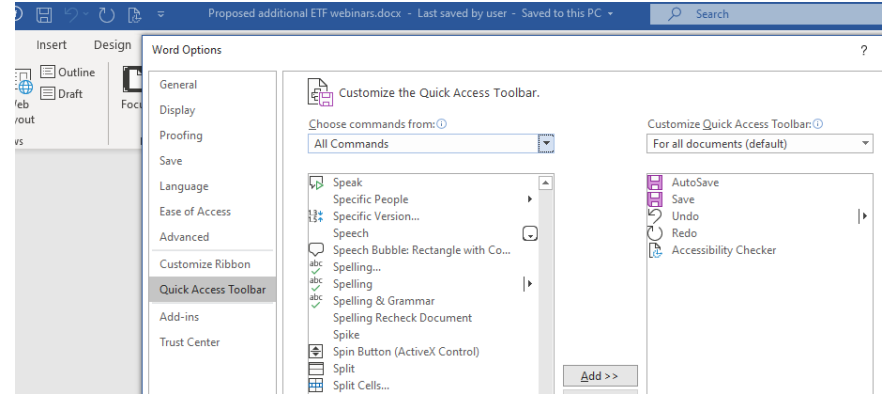 Proposed additional ETF webinars.docx - Last saved by user - Saved to this PC
Search
Insert Design
Outline
Draft
Word Options
?
General
Display
Proofing
Save
Language
Ease of Access
Advanced
Customize Ribbon
Quick Access Toolbar
Add-ins
Trust Center
Customize the Quick Access Toolbar.
Choose commands from:
All Commands
Speak
Specific People
Specific Version...
Speech
Speech Bubble: Rectangle with Co...
Spelling...
Spelling
Spelling & Grammar
Spelling Recheck Document
Spike
Spin Button (ActiveX Control)
Split
Split Cells...
Add >>
Customize Quick Access Toolbar:
For all documents (default)
AutoSave
Save
Undo
Redo
Accessibility Checker